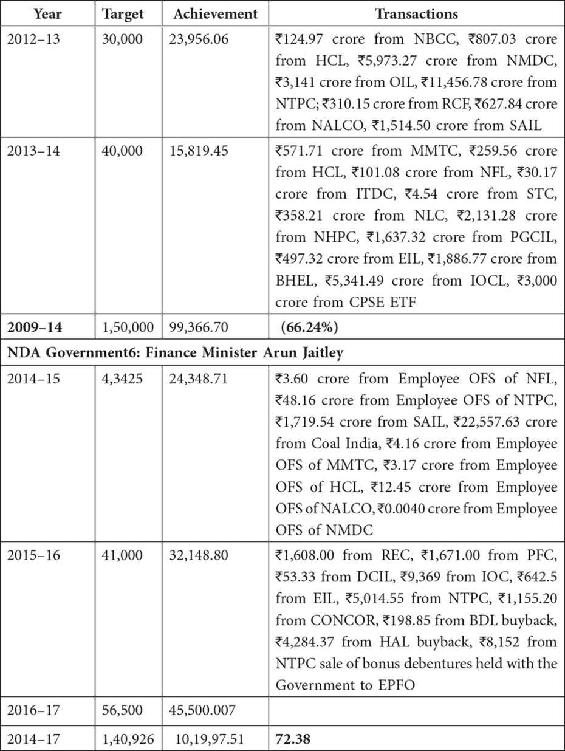 Year Target Achievement Transactions
2012–13 30,000 23,956.06 ₹124.97 crore from NBCC, ₹807.03 crore
from HCL, ₹5,973.27 crore from NMDC,
₹3,141 crore from OIL, ₹11,456.78 crore from
NTPC; ₹310.15 crore from RCF, ₹627.84 crore
from NALCO, ₹1,514.50 crore from SAIL
2013–14 40,000 15,819.45 ₹571.71 crore from MMTC, ₹259.56 crore
from HCL, ₹101.08 crore from NFL, ₹30.17
crore from ITDC, ₹4.54 crore from STC,
₹358.21 crore from NLC, ₹2,131.28 crore
from NHPC, ₹1,637.32 crore from PGCIL,
₹497.32 crore from EIL, ₹1,886.77 crore from
BHEL, ₹5,341.49 crore from IOCL, ₹3,000
crore from CPSE ETF
2009–14 1,50,000 99,366.70 (66.24%)
NDA Government6: Finance Minister Arun Jaitley
2014–15 4,3425 24,348.71 ₹3.60 crore from Employee OFS of NFL,
₹48.16 crore from Employee OFS of NTPC,
₹1,719.54 crore from SAIL, ₹22,557.63 crore
from Coal India, ₹4.16 crore from Employee
OFS of MMTC, ₹3.17 crore from Employee
OFS of HCL, ₹12.45 crore from Employee
OFS of NALCO, ₹0.0040 crore from Employee
OFS of NMDC
2015–16 41,000 32,148.80 ₹1,608.00 from REC, ₹1,671.00 from PFC,
₹53.33 from DCIL, ₹9,369 from IOC, ₹642.5
from EIL, ₹5,014.55 from NTPC, ₹1,155.20
from CONCOR, ₹198.85 from BDL buyback,
₹4,284.37 from HAL buyback, ₹8,152 from
NTPC sale of bonus debentures held with the
Government to EPFO
2016–17 56,500 45,500.007
2014–17 1,40,926 10,19,97.51 72.38